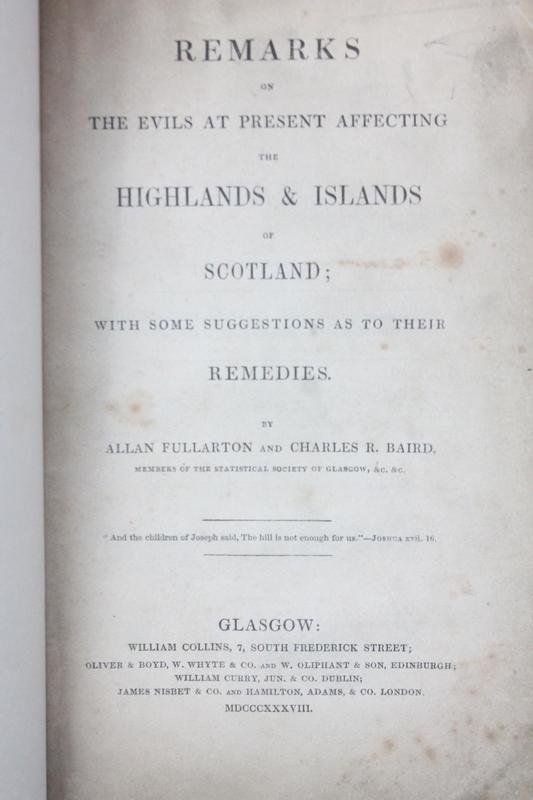 REMARKS
ON
THE EVILS AT PRESENT AFFECTING
THE
HIGHLANDS & ISLANDS
OF
SCOTLAND;
WITH SOME SUGGESTIONS AS TO THEIR
REMEDIES.
BY
ALLAN FULLARTON AND CHARLES R. BAIRD,
MEMBERS OF THE STATISTICAL SOCIETY OF GLASGOW, &C. &C.
"And the children of Joseph said, The hill is not enough for us."—JOSHUA xvii. 16.
GLASGOW:
WILLIAM COLLINS, 7, SOUTH FREDERICK STREET;
OLIVER & BOYD, W. WHYTE & CO. AND W. OLIPHANT & SON, EDINBURGH;
WILLIAM CURRY, JUN. & CO. DUBLIN;
JAMES NISBET & CO. AND HAMILTON, ADAMS, & CO. LONDON.
MDCCCXXXVIII.